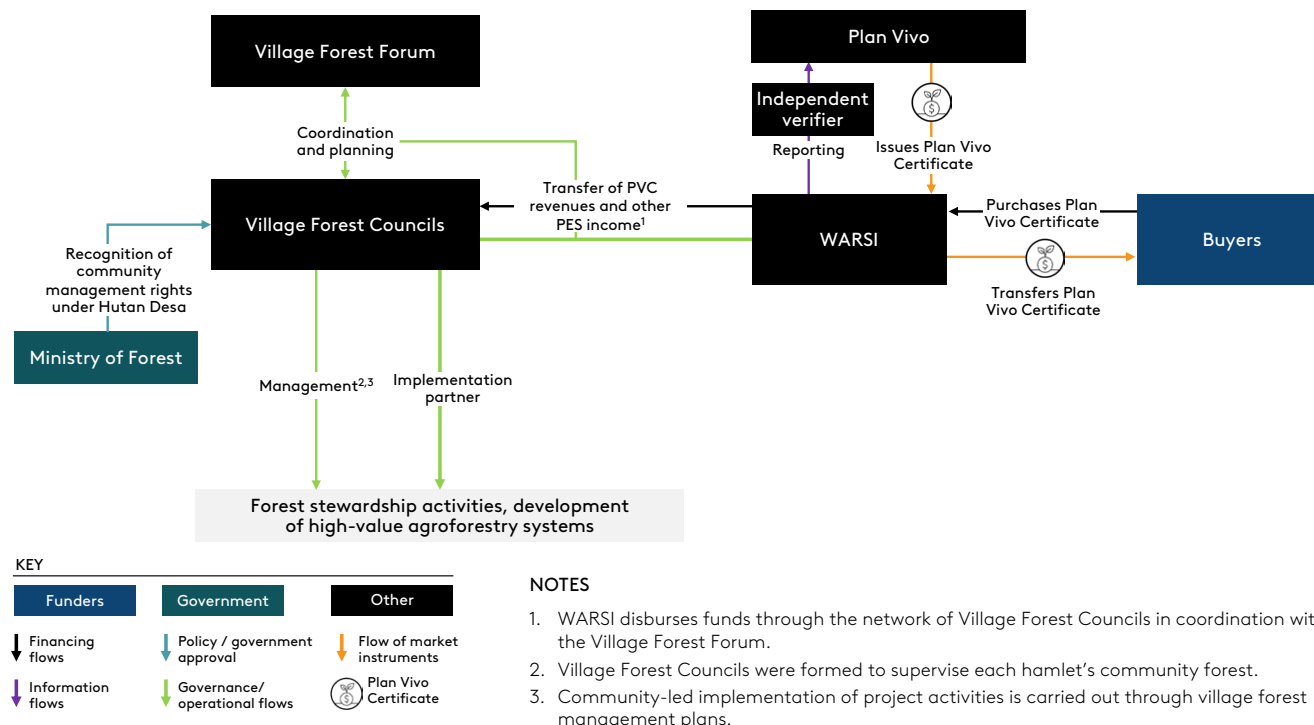 Village Forest Forum
Plan Vivo
Independent
verifier
Coordination
and planning
Reporting
Issues Plan Vivo
Certificate
Village Forest Councils
Transfer of PVC
revenues and other
PES income¹
WARSI
Purchases Plan
Vivo Certificate
Buyers
Transfers Plan
Vivo Certificate
Recognition of
community
management rights
under Hutan Desa
Ministry of Forest
Management²,³
Implementation
partner
Forest stewardship activities, development
of high-value agroforestry systems
KEY
Funders
Government
Other
Financing
flows
Policy / government
approval
Flow of market
instruments
Information
flows
Governance/
operational flows
Plan Vivo
Certificate
NOTES
1. WARSI disburses funds through the network of Village Forest Councils in coordination wit
the Village Forest Forum.
2. Village Forest Councils were formed to supervise each hamlet's community forest.
3. Community-led implementation of project activities is carried out through village forest
management plans.